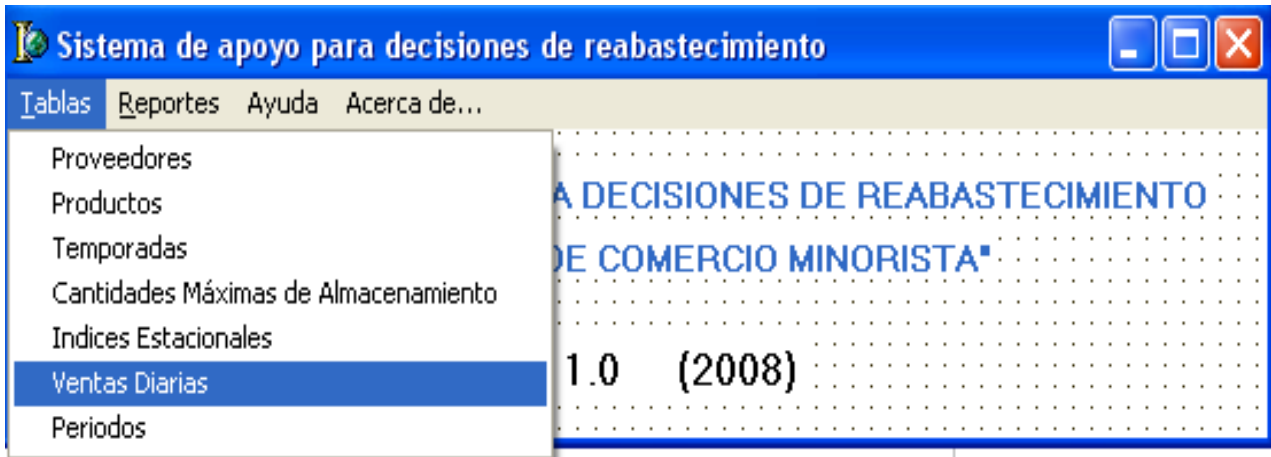 Sistema de apoyo para decisiones de reabastecimiento
Tablas Reportes Ayuda Acerca de...
Proveedores
Productos
Temporadas
Cantidades Máximas de Almacenamiento
Indices Estacionales
Ventas Diarias
Periodos
A DECISIONES DE REABASTECIMIENTO
DE COMERCIO MINORISTA"
1.0 (2008)